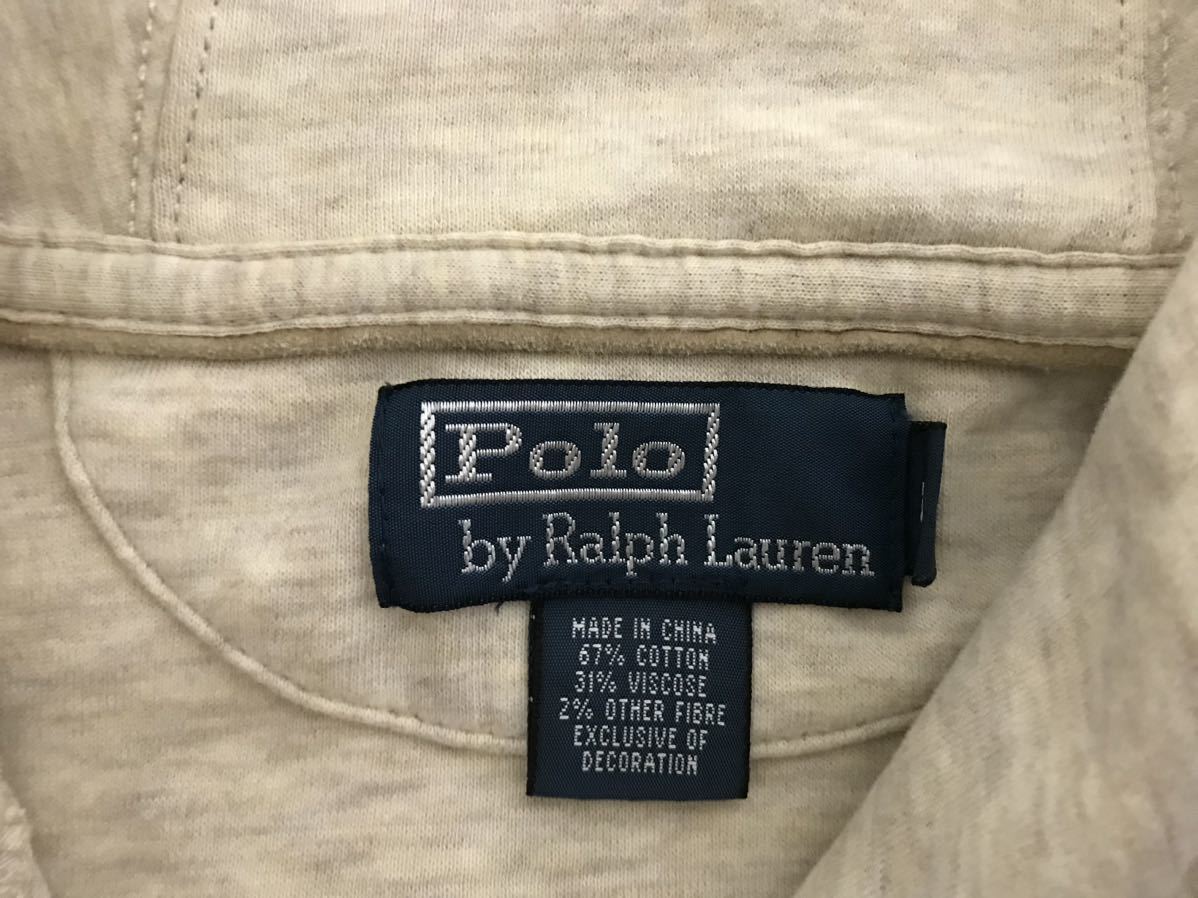 Polo
by Ralph Lauren
MADE IN CHINA
67% COTTON
31% VISCOSE
2% OTHER FIBRE
EXCLUSIVE OF
DECORATION